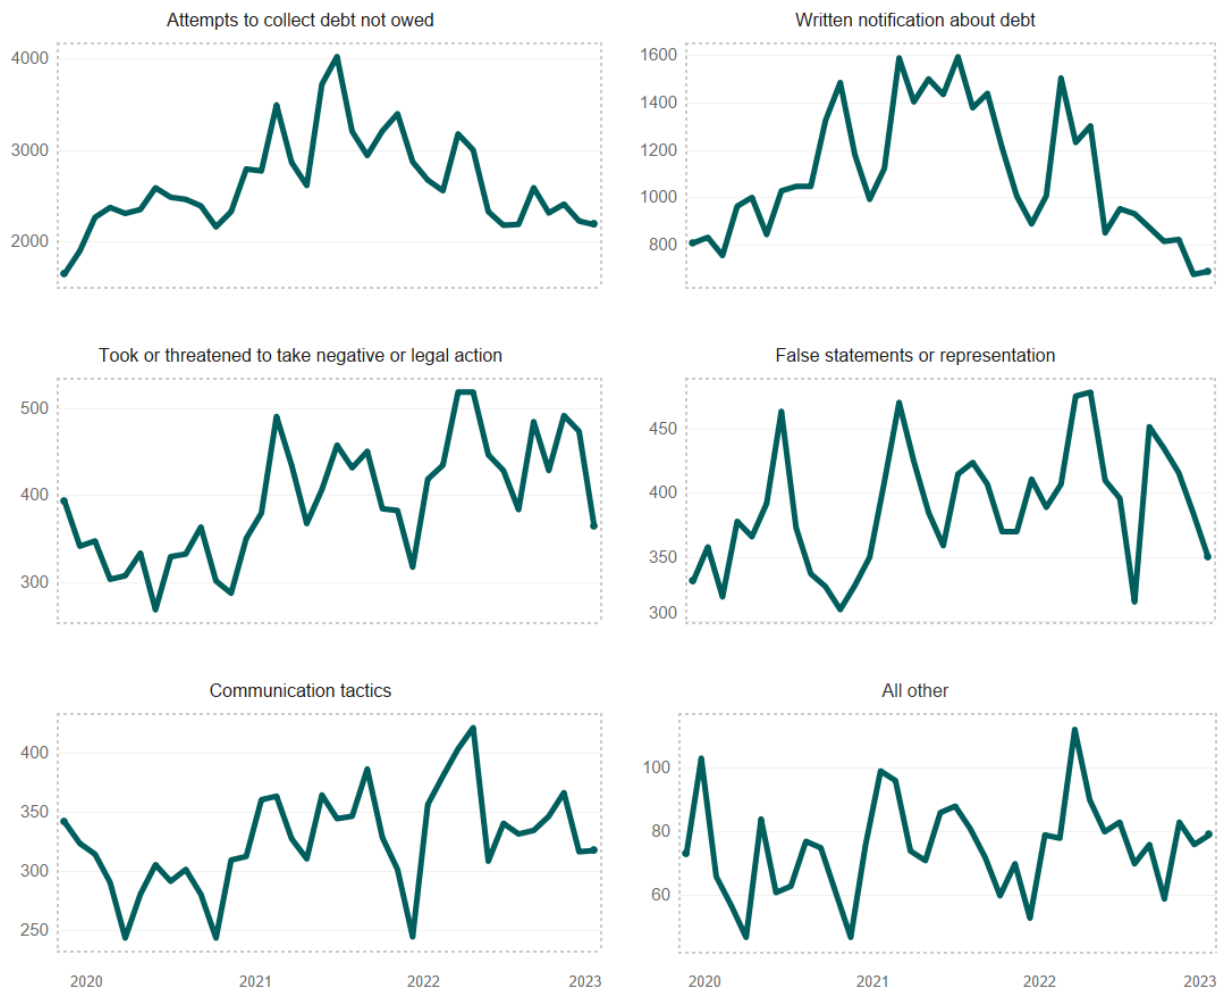 Attempts to collect debt not owed
4000
3000
2000
Written notification about debt
1600
1400
1200
1000
800
Took or threatened to take negative or legal action
500
400
300
False statements or representation
450
400
350
300
Communication tactics
400
350
300
250
2020 2021 2022 2023
All other
100
80
60
2020 2021 2022 2023